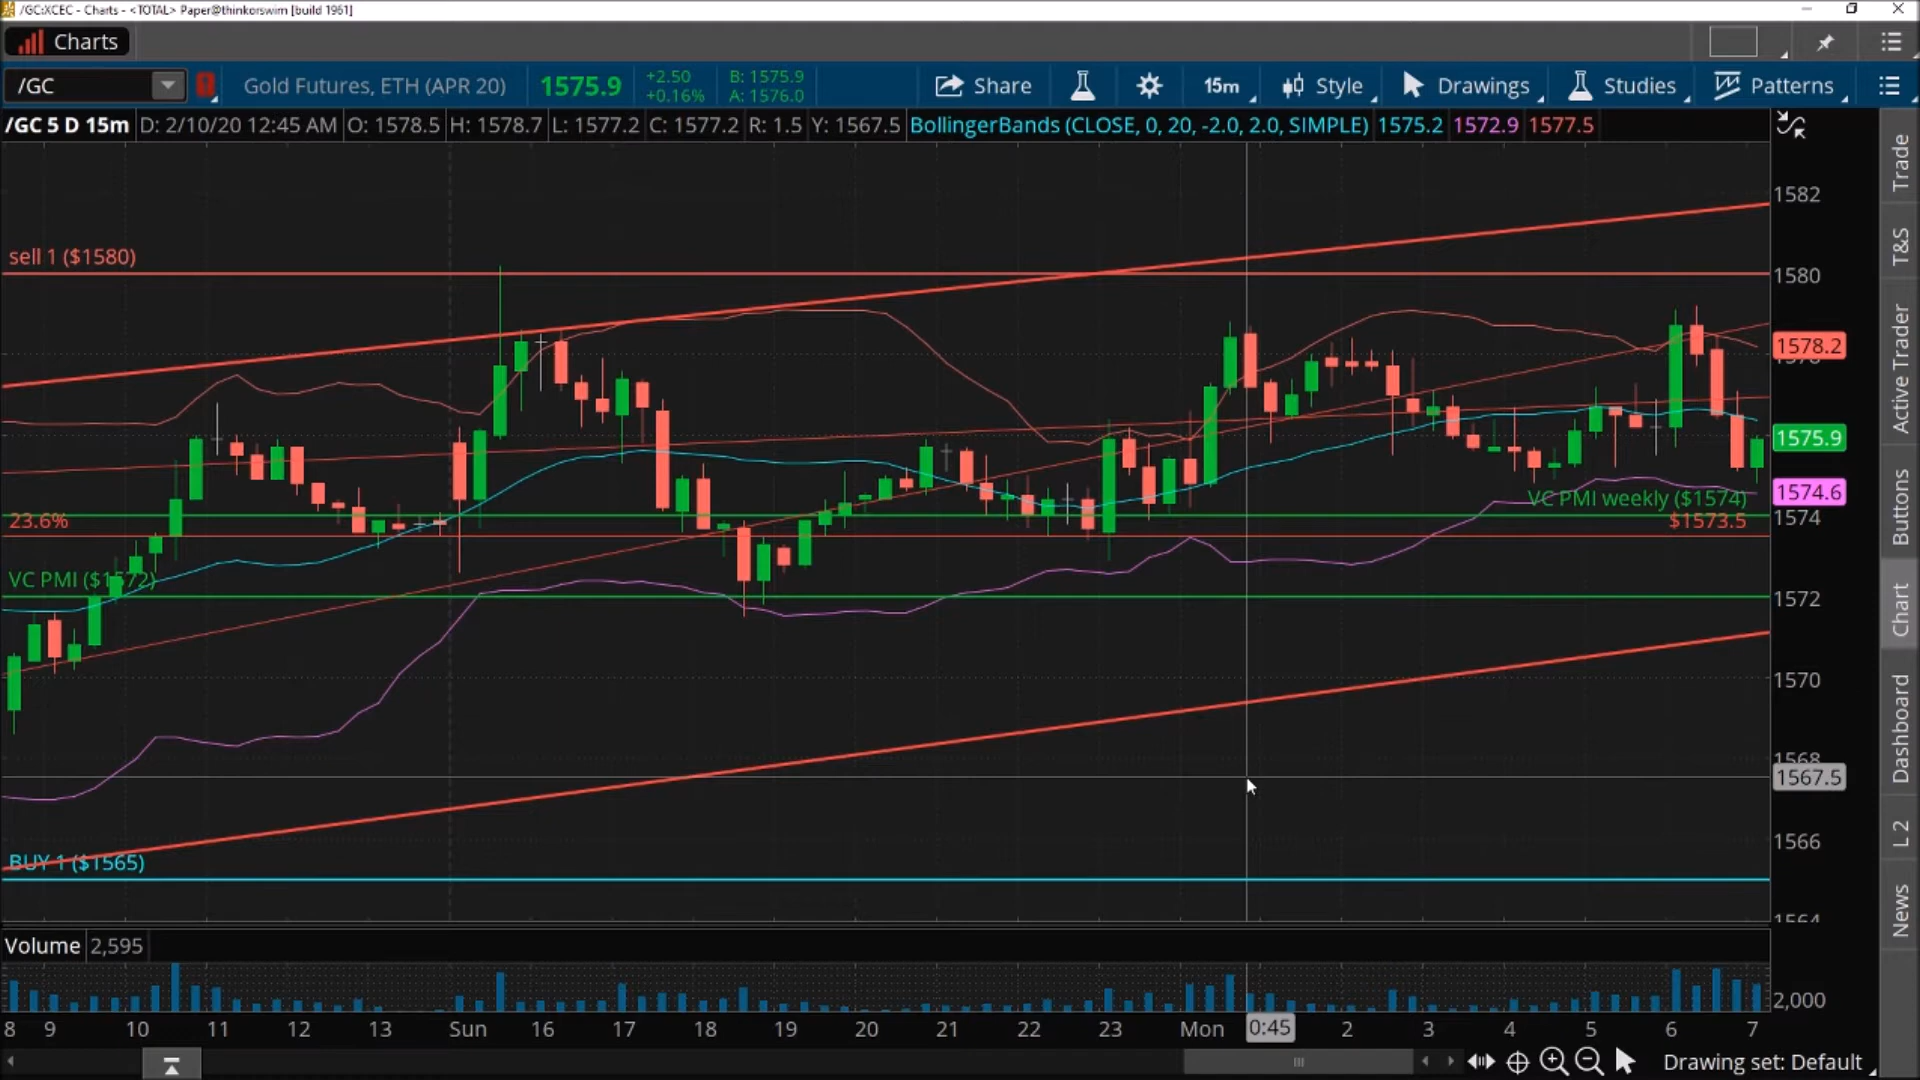 /GC:XCEC - Charts - <TOTAL> Paper@thinkorswim [build 1961]
Charts
/GC
Gold Futures, ETH (APR 20)
1575.9
+2.50
+0.16%
B: 1575.9
A: 1576.0
Share
15m
Style
Drawings
Studies
Patterns
/GC 5 D 15m D: 2/10/20 12:45 AM O: 1578.5 H: 1578.7 L: 1577.2 C: 1577.2 R: 1.5 Y: 1567.5 BollingerBands (CLOSE, 0, 20, -2.0, 2.0, SIMPLE) 1575.2 1572.9 1577.5
sell 1 ($1580)
23.6%
VC PMI ($1572)
BUY 1 ($1565)
VC PMI weekly ($1574)
$1573.5
1582
1580
1578.2
1575.9
1574.6
1574
1572
1570
1568
1567.5
1566
1564
Volume 2,595
2,000
8 9 10 11 12 13 Sun 16 17 18 19 20 21 22 23 Mon 0:45 2 3 4 5 6 7
Drawing set: Default
Trade
T&S
Active Trader
Buttons
Chart
Dashboard
L 2
News